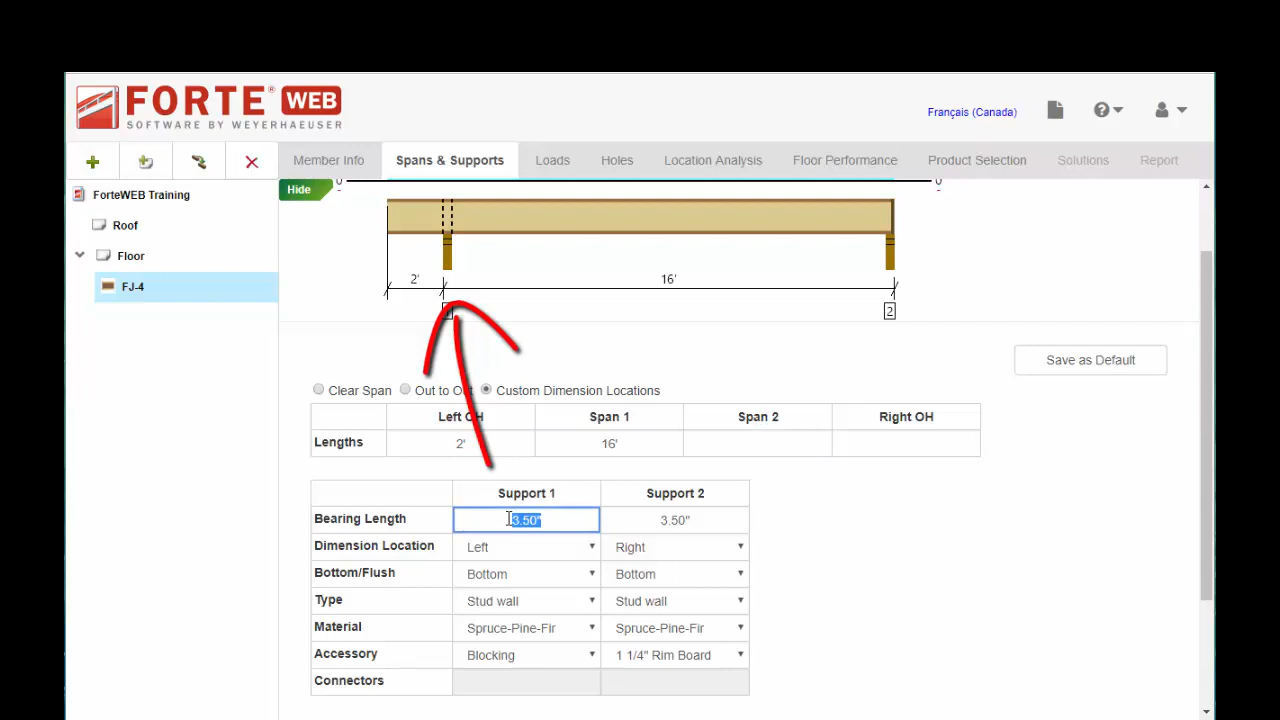 FORTE® WEB
SOFTWARE BY WEYERHAEUSER
Français (Canada)
Member Info Spans & Supports Loads Holes Location Analysis Floor Performance Product Selection Solutions Report
ForteWEB Training
Roof
Floor
FJ-4
Hide
2' 16'
2
Save as Default
Clear Span Out to Custom Dimension Locations
Left OH Span 1 Span 2 Right OH
Lengths 2' 16'
Support 1 Support 2
Bearing Length 3.50" 3.50"
Dimension Location Left Right
Bottom/Flush Bottom Bottom
Type Stud wall Stud wall
Material Spruce-Pine-Fir Spruce-Pine-Fir
Accessory Blocking 1 1/4" Rim Board
Connectors